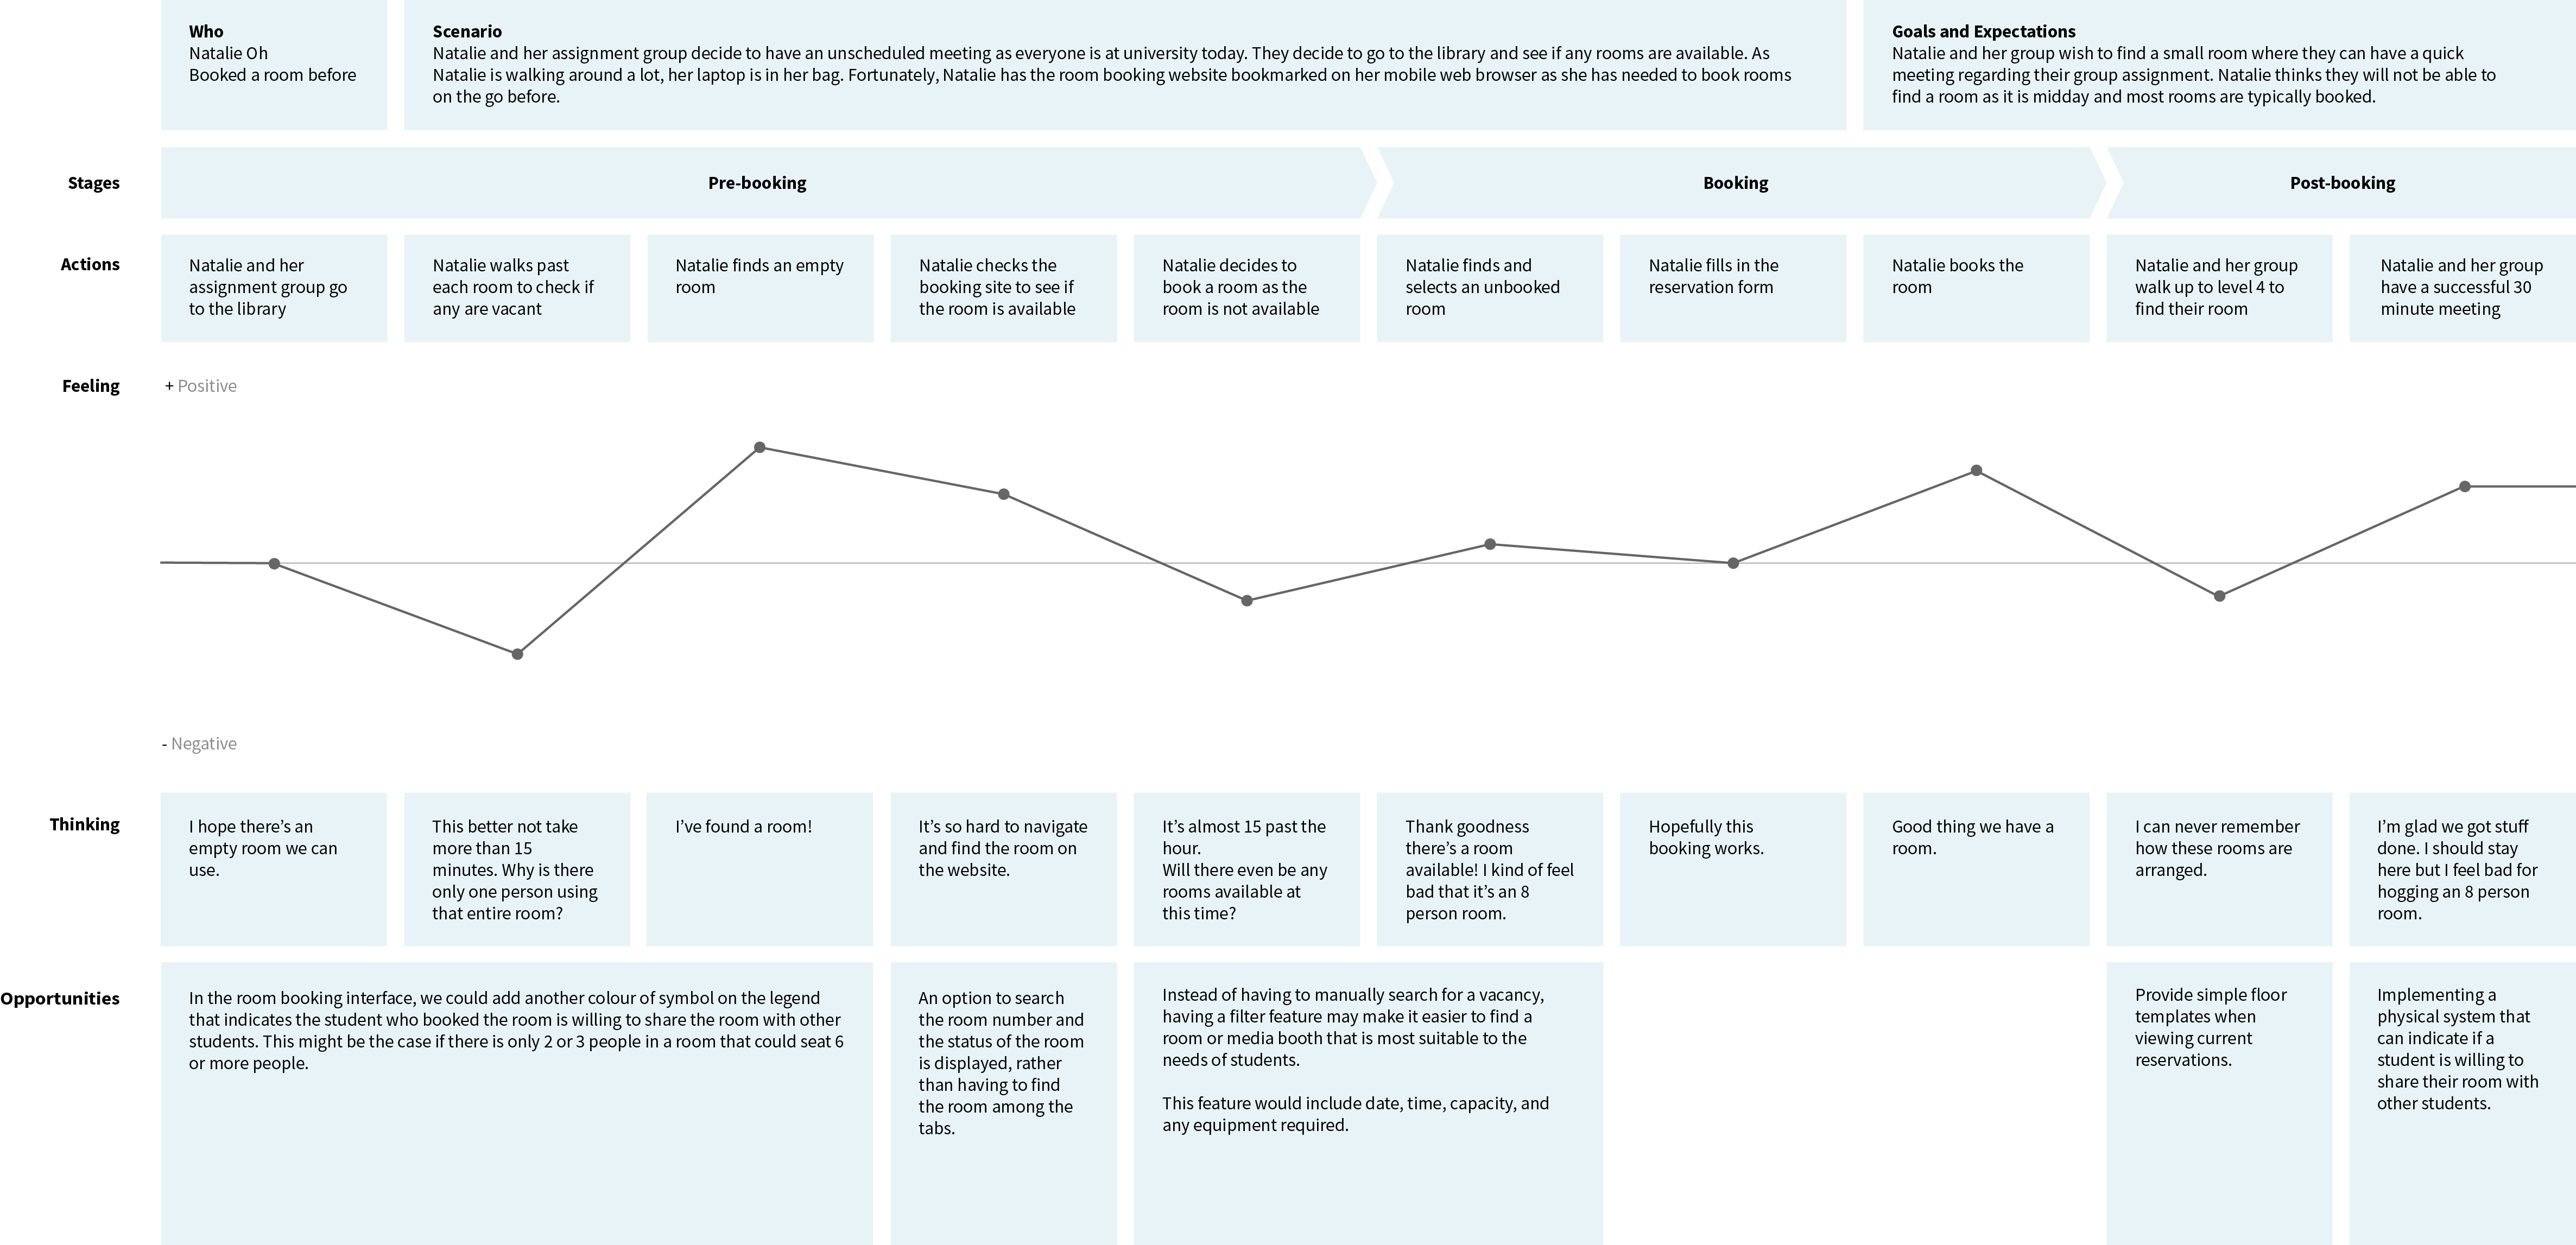 Who
Natalie Oh
Booked a room before
Scenario
Natalie and her assignment group decide to have an unscheduled meeting as everyone is at university today. They decide to go to the library and see if any rooms are available. As
Natalie is walking around a lot, her laptop is in her bag. Fortunately, Natalie has the room booking website bookmarked on her mobile web browser as she has needed to book rooms
on the go before.
Goals and Expectations
Natalie and her group wish to find a small room where they can have a quick
meeting regarding their group assignment. Natalie thinks they will not be able to
find a room as it is midday and most rooms are typically booked.
Stages
Pre-booking
Booking
Post-booking
Actions
Natalie and her
assignment group go
to the library
Natalie walks past
each room to check if
any are vacant
Natalie finds an empty
room
Natalie checks the
booking site to see if
the room is available
Natalie decides to
book a room as the
room is not available
Natalie finds and
selects an unbooked
room
Natalie fills in the
reservation form
Natalie books the
room
Natalie and her group
walk up to level 4 to
find their room
Natalie and her group
have a successful 30
minute meeting
Feeling
+ Positive
- Negative
Thinking
I hope there's an
empty room we can
use.
This better not take
more than 15
minutes. Why is there
only one person using
that entire room?
I've found a room!
It's so hard to navigate
and find the room on
the website.
It's almost 15 past the
hour.
Will there even be any
rooms available at
this time?
Thank goodness
there's a room
available! I kind of feel
bad that it's an 8
person room.
Hopefully this
booking works.
Good thing we have a
room.
I can never remember
how these rooms are
arranged.
I'm glad we got stuff
done. I should stay
here but I feel bad for
hogging an 8 person
room.
Opportunities
In the room booking interface, we could add another colour of symbol on the legend
that indicates the student who booked the room is willing to share the room with other
students. This might be the case if there is only 2 or 3 people in a room that could seat 6
or more people.
An option to search
the room number and
the status of the room
is displayed, rather
than having to find
the room among the
tabs.
Instead of having to manually search for a vacancy,
having a filter feature may make it easier to find a
room or media booth that is most suitable to the
needs of students.
This feature would include date, time, capacity, and
any equipment required.
Provide simple floor
templates when
viewing current
reservations.
Implementing a
physical system that
can indicate if a
student is willing to
share their room with
other students.